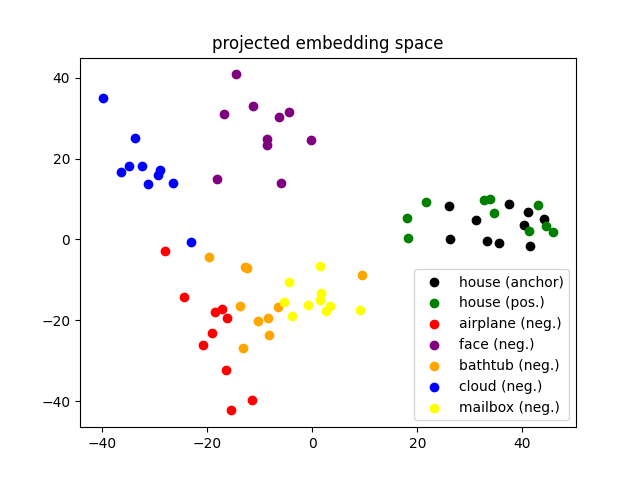 projected embedding space
40
20
0
−20
−40
−40
−20
0
20
40
house (anchor)
house (pos.)
airplane (neg.)
face (neg.)
bathtub (neg.)
cloud (neg.)
mailbox (neg.)